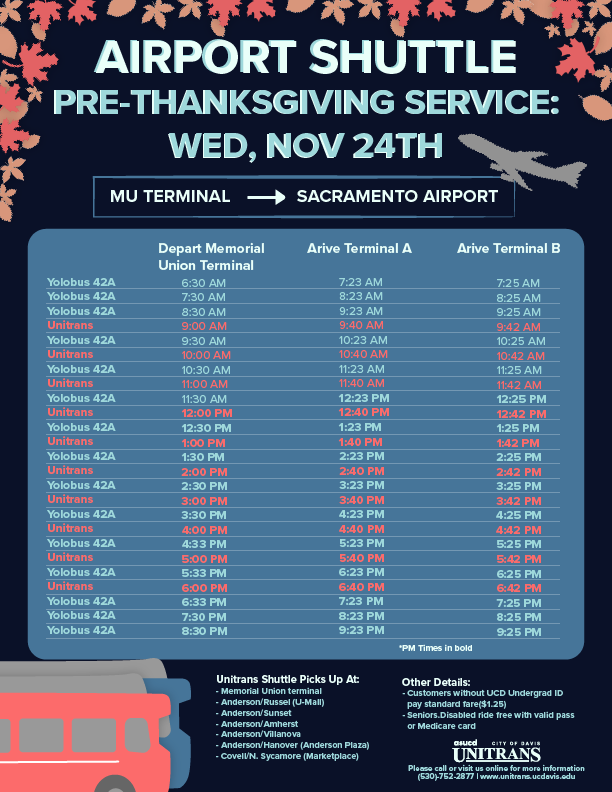 AIRPORT SHUTTLE
PRE-THANKSGIVING SERVICE:
WED, NOV 24TH
MU TERMINAL SACRAMENTO AIRPORT
Depart Memorial Union Terminal Arive Terminal A Arive Terminal B
Yolobus 42A 6:30 AM 7:23 AM 7:25 AM
Yolobus 42A 7:30 AM 8:23 AM 8:25 AM
Yolobus 42A 8:30 AM 9:23 AM 9:25 AM
Unitrans 9:00 AM 9:40 AM 9:42 AM
Yolobus 42A 9:30 AM 10:23 AM 10:25 AM
Unitrans 10:00 AM 10:40 AM 10:42 AM
Yolobus 42A 10:30 AM 11:23 AM 11:25 AM
Unitrans 11:00 AM 11:40 AM 11:42 AM
Yolobus 42A 11:30 AM 12:23 PM 12:25 PM
Unitrans 12:00 PM 12:40 PM 12:42 PM
Yolobus 42A 12:30 PM 1:23 PM 1:25 PM
Unitrans 1:00 PM 1:40 PM 1:42 PM
Yolobus 42A 1:30 PM 2:23 PM 2:25 PM
Unitrans 2:00 PM 2:40 PM 2:42 PM
Yolobus 42A 2:30 PM 3:23 PM 3:25 PM
Unitrans 3:00 PM 3:40 PM 3:42 PM
Yolobus 42A 3:30 PM 4:23 PM 4:25 PM
Unitrans 4:00 PM 4:40 PM 4:42 PM
Yolobus 42A 4:33 PM 5:23 PM 5:25 PM
Unitrans 5:00 PM 5:40 PM 5:42 PM
Yolobus 42A 5:33 PM 6:23 PM 6:25 PM
Unitrans 6:00 PM 6:40 PM 6:42 PM
Yolobus 42A 6:33 PM 7:23 PM 7:25 PM
Yolobus 42A 7:30 PM 8:23 PM 8:25 PM
Yolobus 42A 8:30 PM 9:23 PM 9:25 PM
*PM Times in bold
Unitrans Shuttle Picks Up At:
- Memorial Union terminal
- Anderson/Russel (U-Mall)
- Anderson/Sunset
- Anderson/Amherst
- Anderson/Villanova
- Anderson/Hanover (Anderson Plaza)
- Covell/N. Sycamore (Marketplace)
Other Details:
- Customers without UCD Undergrad ID
pay standard fare($1.25)
- Seniors.Disabled ride free with valid pass
or Medicare card
asucd CITY OF DAVIS
UNITRANS
Please call or visit us online for more information
(530)-752-2877 | www.unitrans.ucdavis.edu